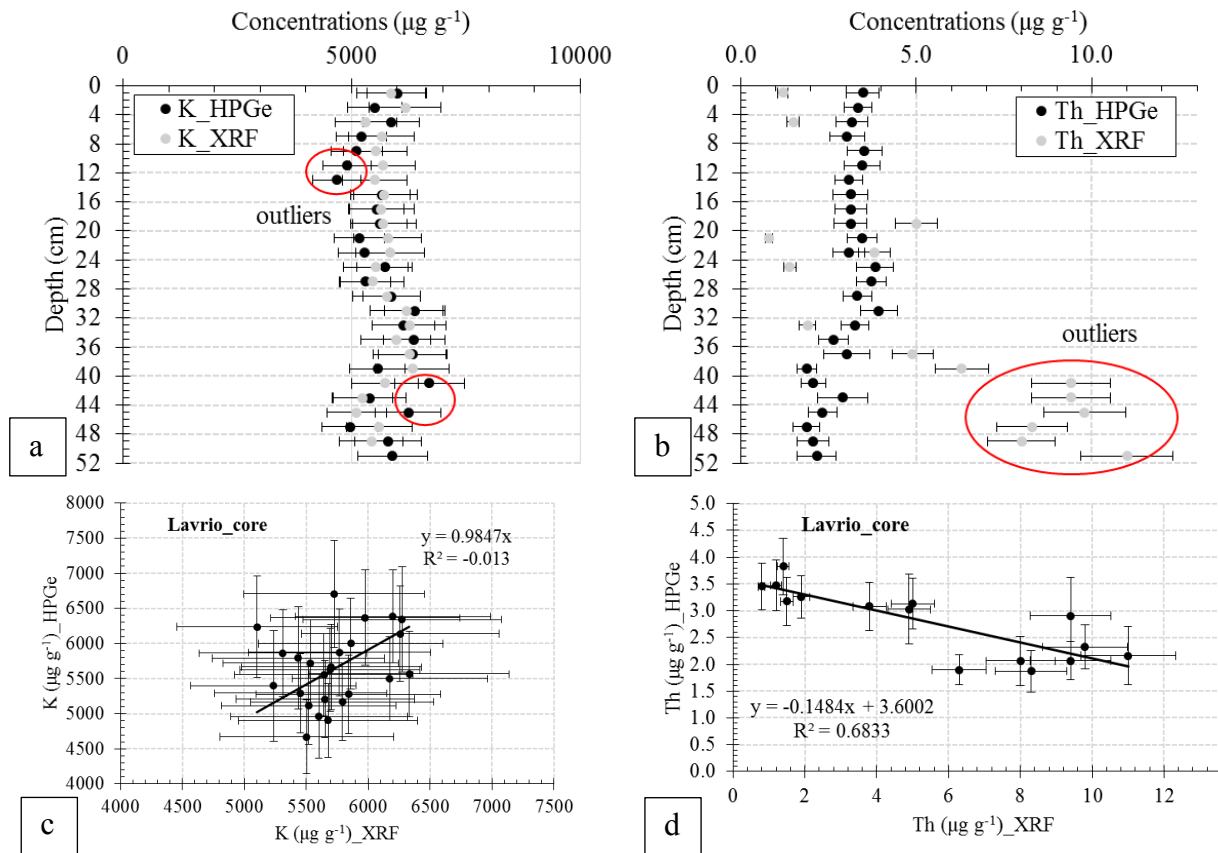 Concentrations (μg g⁻¹)
0 5000 10000
0
4
8
12
16
20
24
28
32
36
40
44
48
52
Depth (cm)
K_HPGe
K_XRF
outliers
a
Concentrations (μg g⁻¹)
0.0 5.0 10.0
0
4
8
12
16
20
24
28
32
36
40
44
48
52
Depth (cm)
Th_HPGe
Th_XRF
outliers
b
8000
7500
7000
6500
6000
5500
5000
4500
4000
K (μg g⁻¹)_HPGe
Lavrio_core
y = 0.9847x
R² = -0.013
4000 4500 5000 5500 6000 6500 7000 7500
K (μg g⁻¹)_XRF
c
5.0
4.5
4.0
3.5
3.0
2.5
2.0
1.5
1.0
0.5
0.0
Th (μg g⁻¹)_HPGe
Lavrio_core
y = -0.1484x + 3.6002
R² = 0.6833
0 2 4 6 8 10 12
Th (μg g⁻¹)_XRF
d